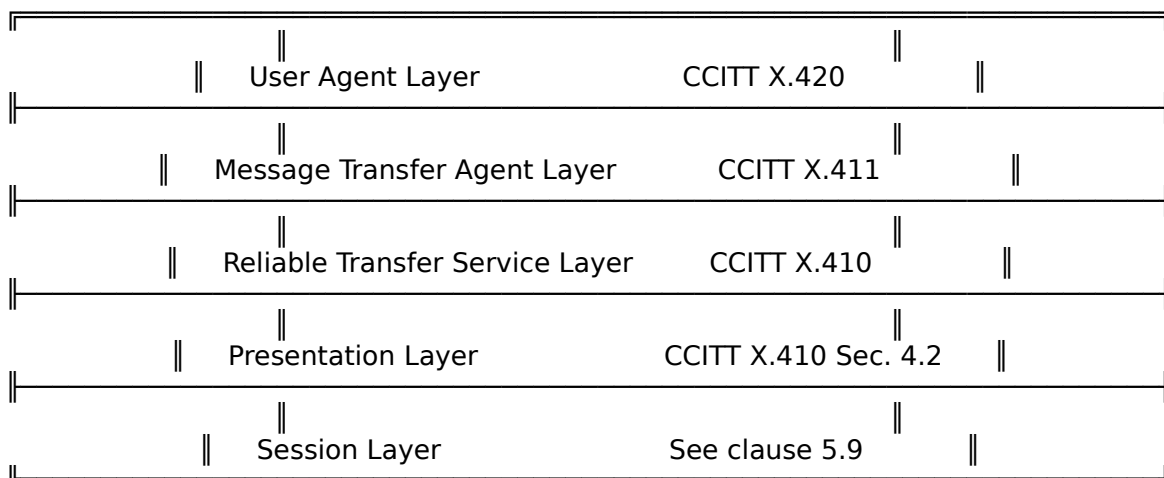 User Agent Layer CCITT X.420
Message Transfer Agent Layer CCITT X.411
Reliable Transfer Service Layer CCITT X.410
Presentation Layer CCITT X.410 Sec. 4.2
Session Layer See clause 5.9